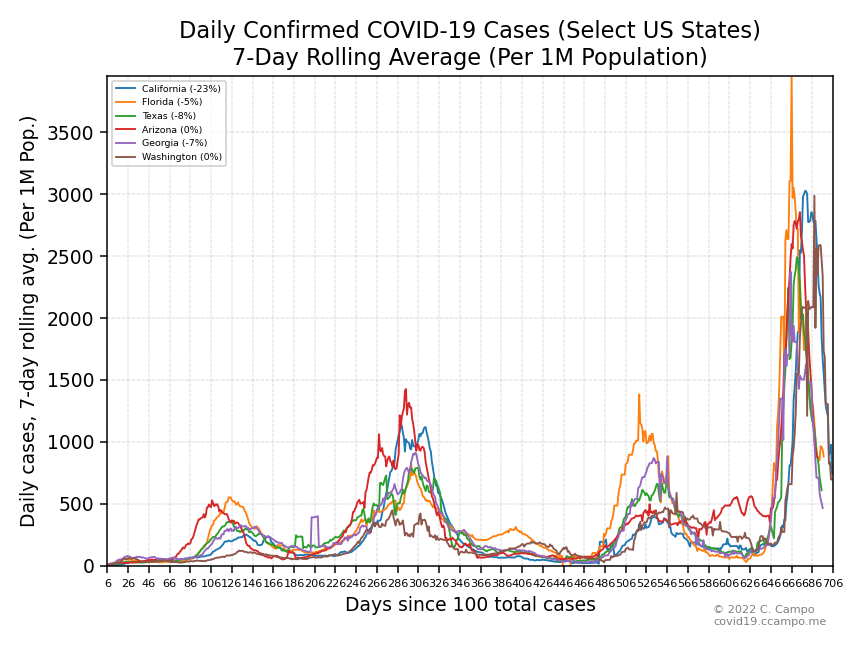 Daily Confirmed COVID-19 Cases (Select US States)
7-Day Rolling Average (Per 1M Population)
Daily cases, 7-day rolling avg. (Per 1M Pop.)
3500
3000
2500
2000
1500
1000
500
0
California (-23%)
Florida (-5%)
Texas (-8%)
Arizona (0%)
Georgia (-7%)
Washington (0%)
6 26 46 66 86 106 126 146 166 186 206 226 246 266 286 306 326 346 366 386 406 426 446 466 486 506 526 546 566 586 606 626 646 666 686 706
Days since 100 total cases
© 2022 C. Campo
covid19.ccampo.me